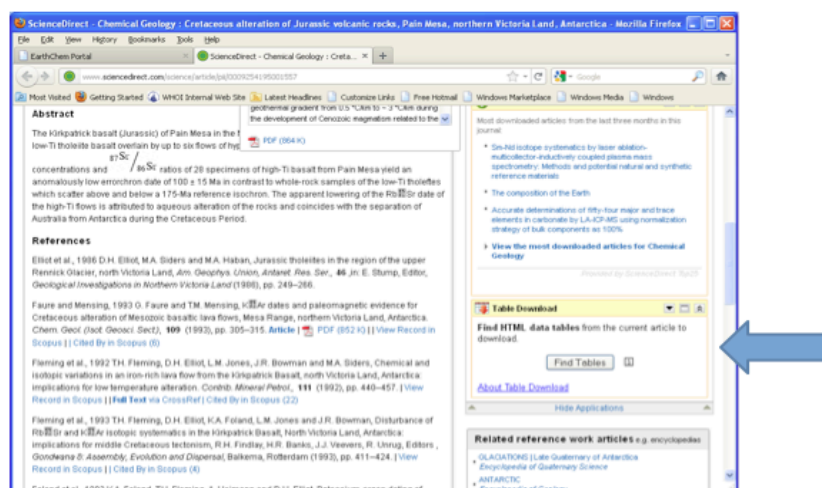 ScienceDirect - Chemical Geology : Cretaceous alteration of Jurassic volcanic rocks, Pain Mesa, northern Victoria Land, Antarctica - Mozilla Firefox
File Edit View History Bookmarks Tools Help
EarthChem Portal
ScienceDirect - Chemical Geology : Creta...
www.sciencedirect.com/science/article/pii/0009254195001557
Google
Most Visited Getting Started WHOI Internal Web Site Latest Headlines Customize Links Free Hotmail Windows Marketplace Windows Media Windows
Abstract
The Kirkpatrick basalt (Jurassic) of Pain Mesa in the
low-Ti tholeiite basalt overlain by up to six flows of
concentrations and 87Sr/86Sr ratios of 28 specimens of high-Ti basalt from Pain Mesa yield an
anomalously low errorchron date of 100 ± 15 Ma in contrast to whole-rock samples of the low-Ti tholeiites
which scatter above and below a 175-Ma reference isochron. The apparent lowering of the Rb Sr date of
the high-Ti flows is attributed to aqueous alteration of the rocks and coincides with the separation of
Australia from Antarctica during the Cretaceous Period.
geothermal gradient from 0.5 °C/km to ~ 3 °C/km during
the development of Cenozoic magmatism related to the
PDF (864 K)
References
Elliot et al., 1986 D.H. Elliot, M.A. Siders and M.A. Haban, Jurassic tholeiites in the region of the upper
Rennick Glacier, north Victoria Land, Am. Geophys. Union, Antarct. Res. Ser., 46 in: E. Stump, Editor,
Geological Investigations in Northern Victoria Land (1986), pp. 249–266.
Faure and Mensing, 1993 G. Faure and T.M. Mensing, K Ar dates and paleomagnetic evidence for
Cretaceous alteration of Mesozoic basaltic lava flows, Mesa Range, northern Victoria Land, Antarctica.
Chem. Geol. (Isot. Geosci. Sect.), 109 (1993), pp. 305–315. Article | PDF (852 K) | | View Record in
Scopus | | Cited By in Scopus (6)
Fleming et al., 1992 T.H. Fleming, D.H. Elliot, L.M. Jones, J.R. Bowman and M.A. Siders, Chemical and
isotopic variations in an iron-rich lava flow from the Kirkpatrick Basalt, north Victoria Land, Antarctica:
implications for low temperature alteration. Contrib. Mineral Petrol., 111 (1992), pp. 440–457. | View
Record in Scopus | | Full Text via CrossRef | Cited By in Scopus (22)
Fleming et al., 1993 T.H. Fleming, D.H. Elliot, K.A. Foland, L.M. Jones and J.R. Bowman, Disturbance of
Rb Sr and K Ar isotopic systematics in the Kirkpatrick Basalt, North Victoria Land, Antarctica:
implications for middle Cretaceous tectonism, R.H. Findlay, H.R. Banks, J.J. Veevers, R. Unrug, Editors ,
Gondwana 8: Assembly, Evolution and Dispersal, Balkema, Rotterdam (1993), pp. 411–424. | View
Record in Scopus | | Cited By in Scopus (4)
Most downloaded articles from the last three months in this
journal:
Sm-Nd isotope systematics by laser ablation-
multicollector-inductively coupled plasma mass
spectrometry: Methods and potential natural and synthetic
reference materials
The composition of the Earth
Accurate determinations of fifty-four major and trace
elements in carbonate by LA-ICP-MS using normalization
strategy of bulk components as 100%
View the most downloaded articles for Chemical
Geology
Table Download
Find HTML data tables from the current article to
download.
Find Tables
About Table Download
Hide Applications
Related reference work articles e.g. encyclopedias
GLACIATIONS | Late Quaternary of Antarctica
Encyclopedia of Quaternary Science
ANTARCTIC